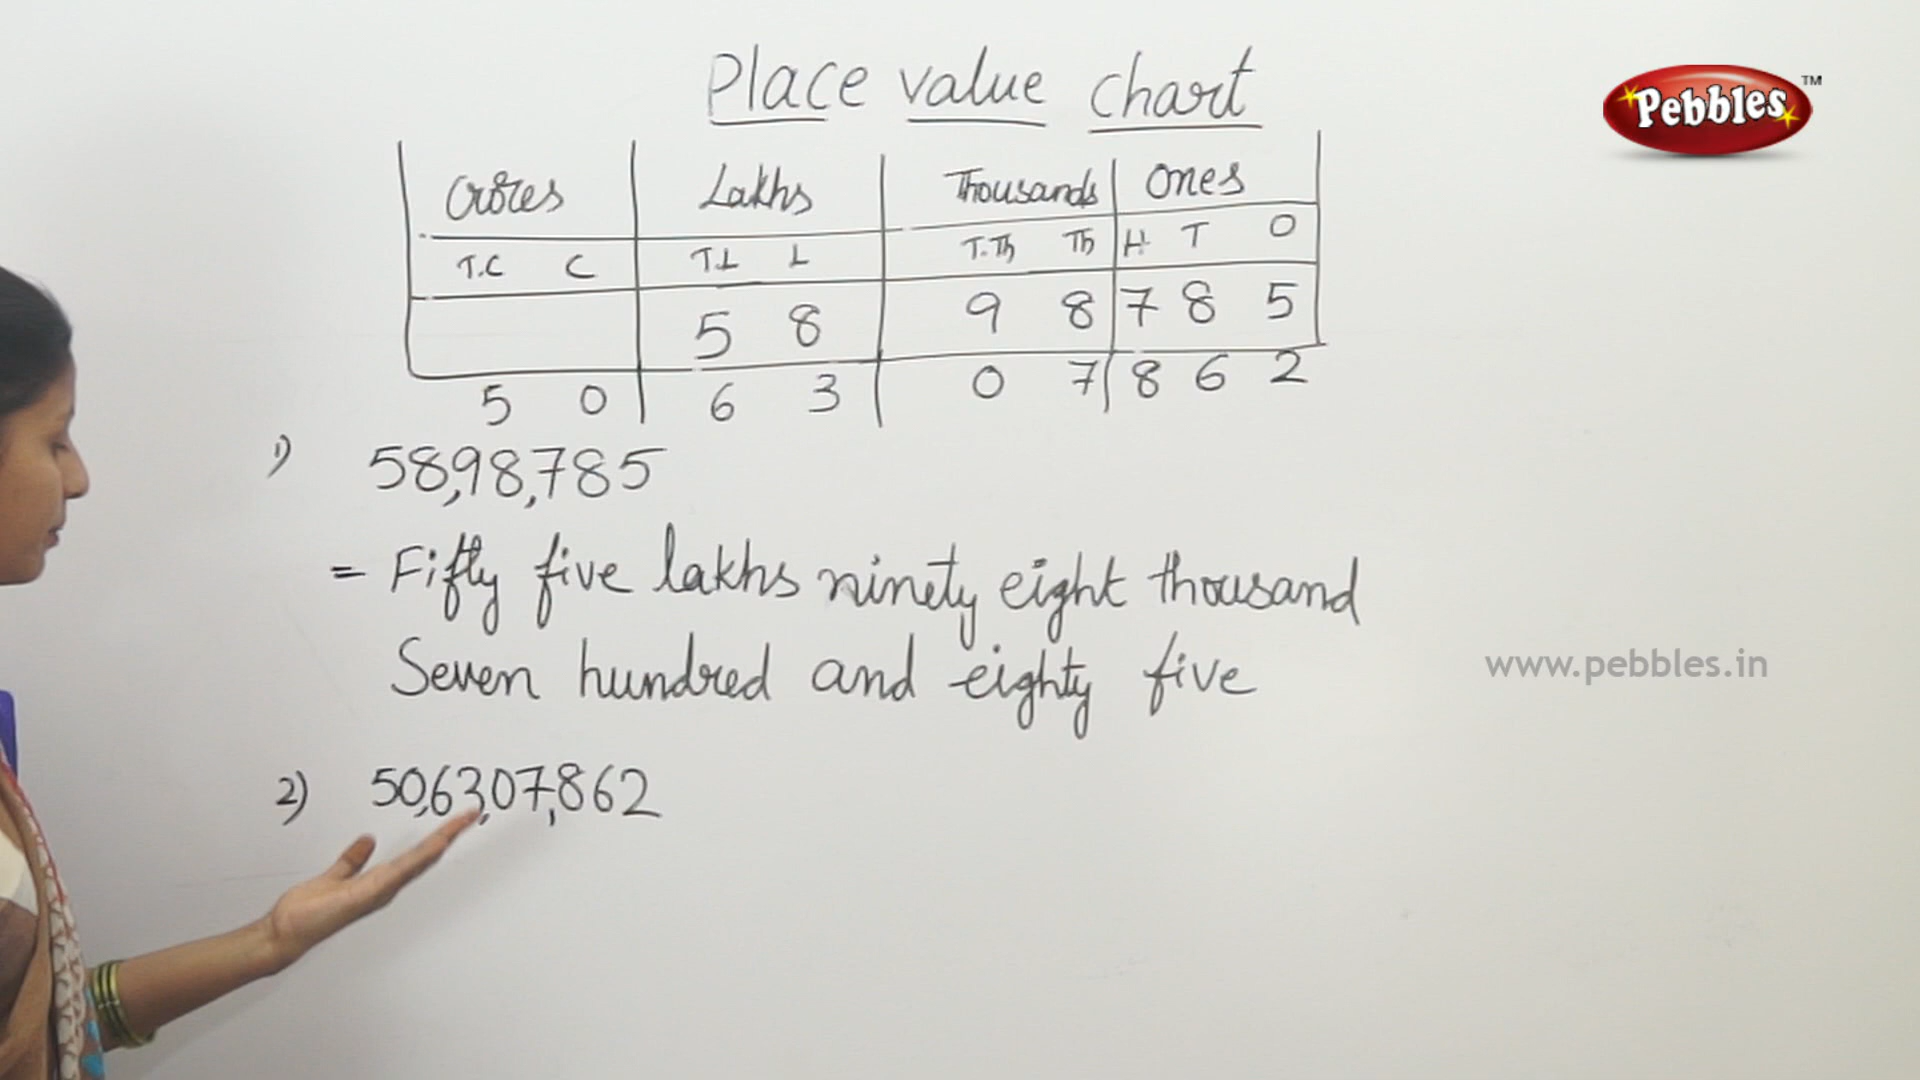 Place value chart
Pebbles TM
Crores Lakhs Thousands Ones
T.C C T.L L T.Th Th H T O
5 8 9 8 7 8 5
5 0 6 3 0 7 8 6 2
1) 58,98,785
= Fifty five lakhs ninety eight thousand
Seven hundred and eighty five
www.pebbles.in
2) 50,63,07,862